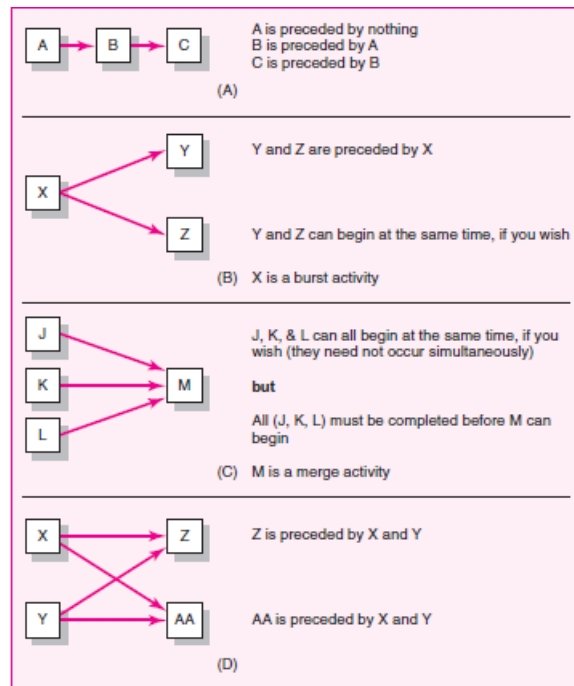 A B C
A is preceded by nothing
B is preceded by A
C is preceded by B
(A)
Y
Y and Z are preceded by X
X
Z
Y and Z can begin at the same time, if you wish
(B) X is a burst activity
J
J, K, & L can all begin at the same time, if you
wish (they need not occur simultaneously)
K
M
but
L
All (J, K, L) must be completed before M can
begin
(C) M is a merge activity
X Z
Z is preceded by X and Y
Y AA
AA is preceded by X and Y
(D)